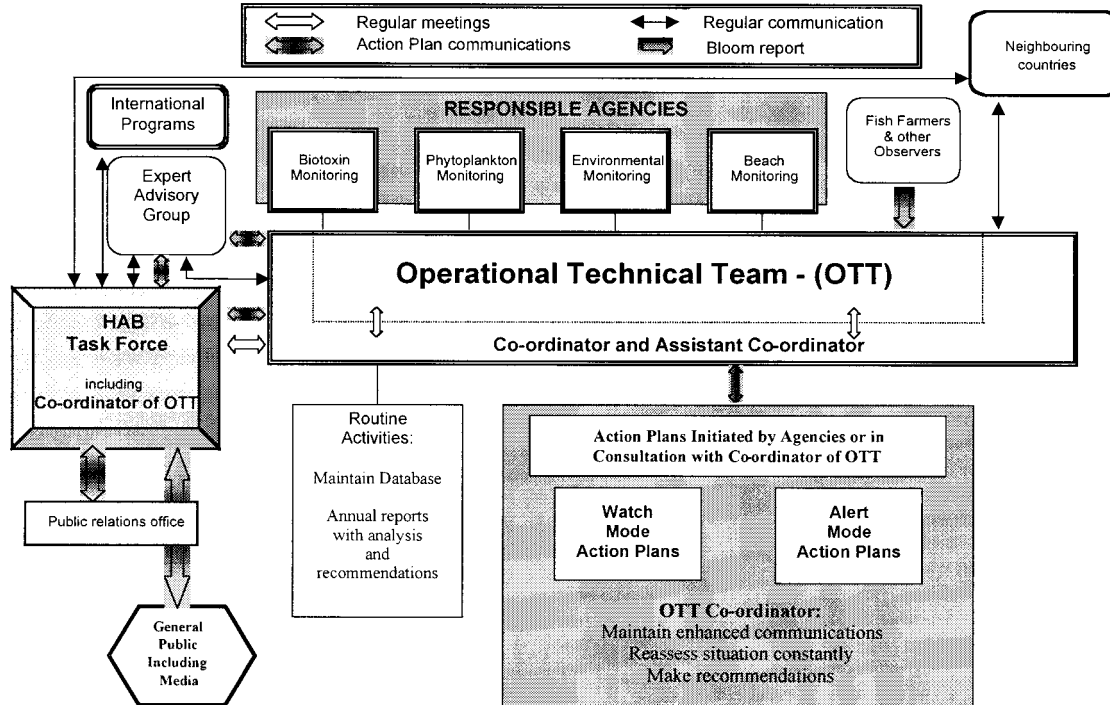 Regular meetings
Regular communication
Action Plan communications
Bloom report
Neighbouring
countries
International
Programs
RESPONSIBLE AGENCIES
Biotoxin
Monitoring
Phytoplankton
Monitoring
Environmental
Monitoring
Beach
Monitoring
Fish Farmers
& other
Observers
Expert
Advisory
Group
Operational Technical Team - (OTT)
Co-ordinator and Assistant Co-ordinator
HAB
Task Force
including
Co-ordinator of OTT
Routine
Activities:
Maintain Database
Annual reports
with analysis
and
recommendations
Action Plans Initiated by Agencies or in
Consultation with Co-ordinator of OTT
Watch
Mode
Action Plans
Alert
Mode
Action Plans
OTT Co-ordinator:
Maintain enhanced communications
Reassess situation constantly
Make recommendations
Public relations office
General
Public
Including
Media